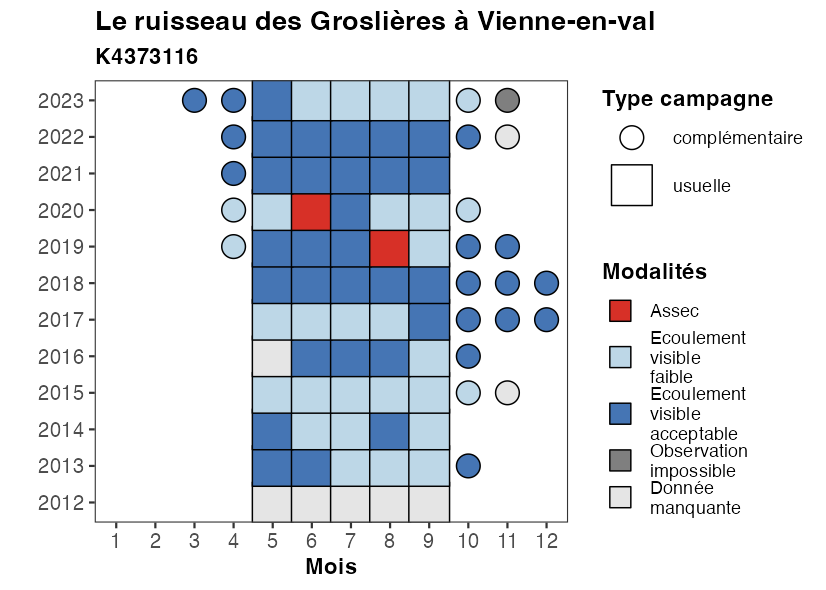 Le ruisseau des Groslières à Vienne-en-val
K4373116
2023
2022
2021
2020
2019
2018
2017
2016
2015
2014
2013
2012
1 2 3 4 5 6 7 8 9 10 11 12
Mois
Type campagne
complémentaire
usuelle
Modalités
Assec
Ecoulement
visible
faible
Ecoulement
visible
acceptable
Observation
impossible
Donnée
manquante